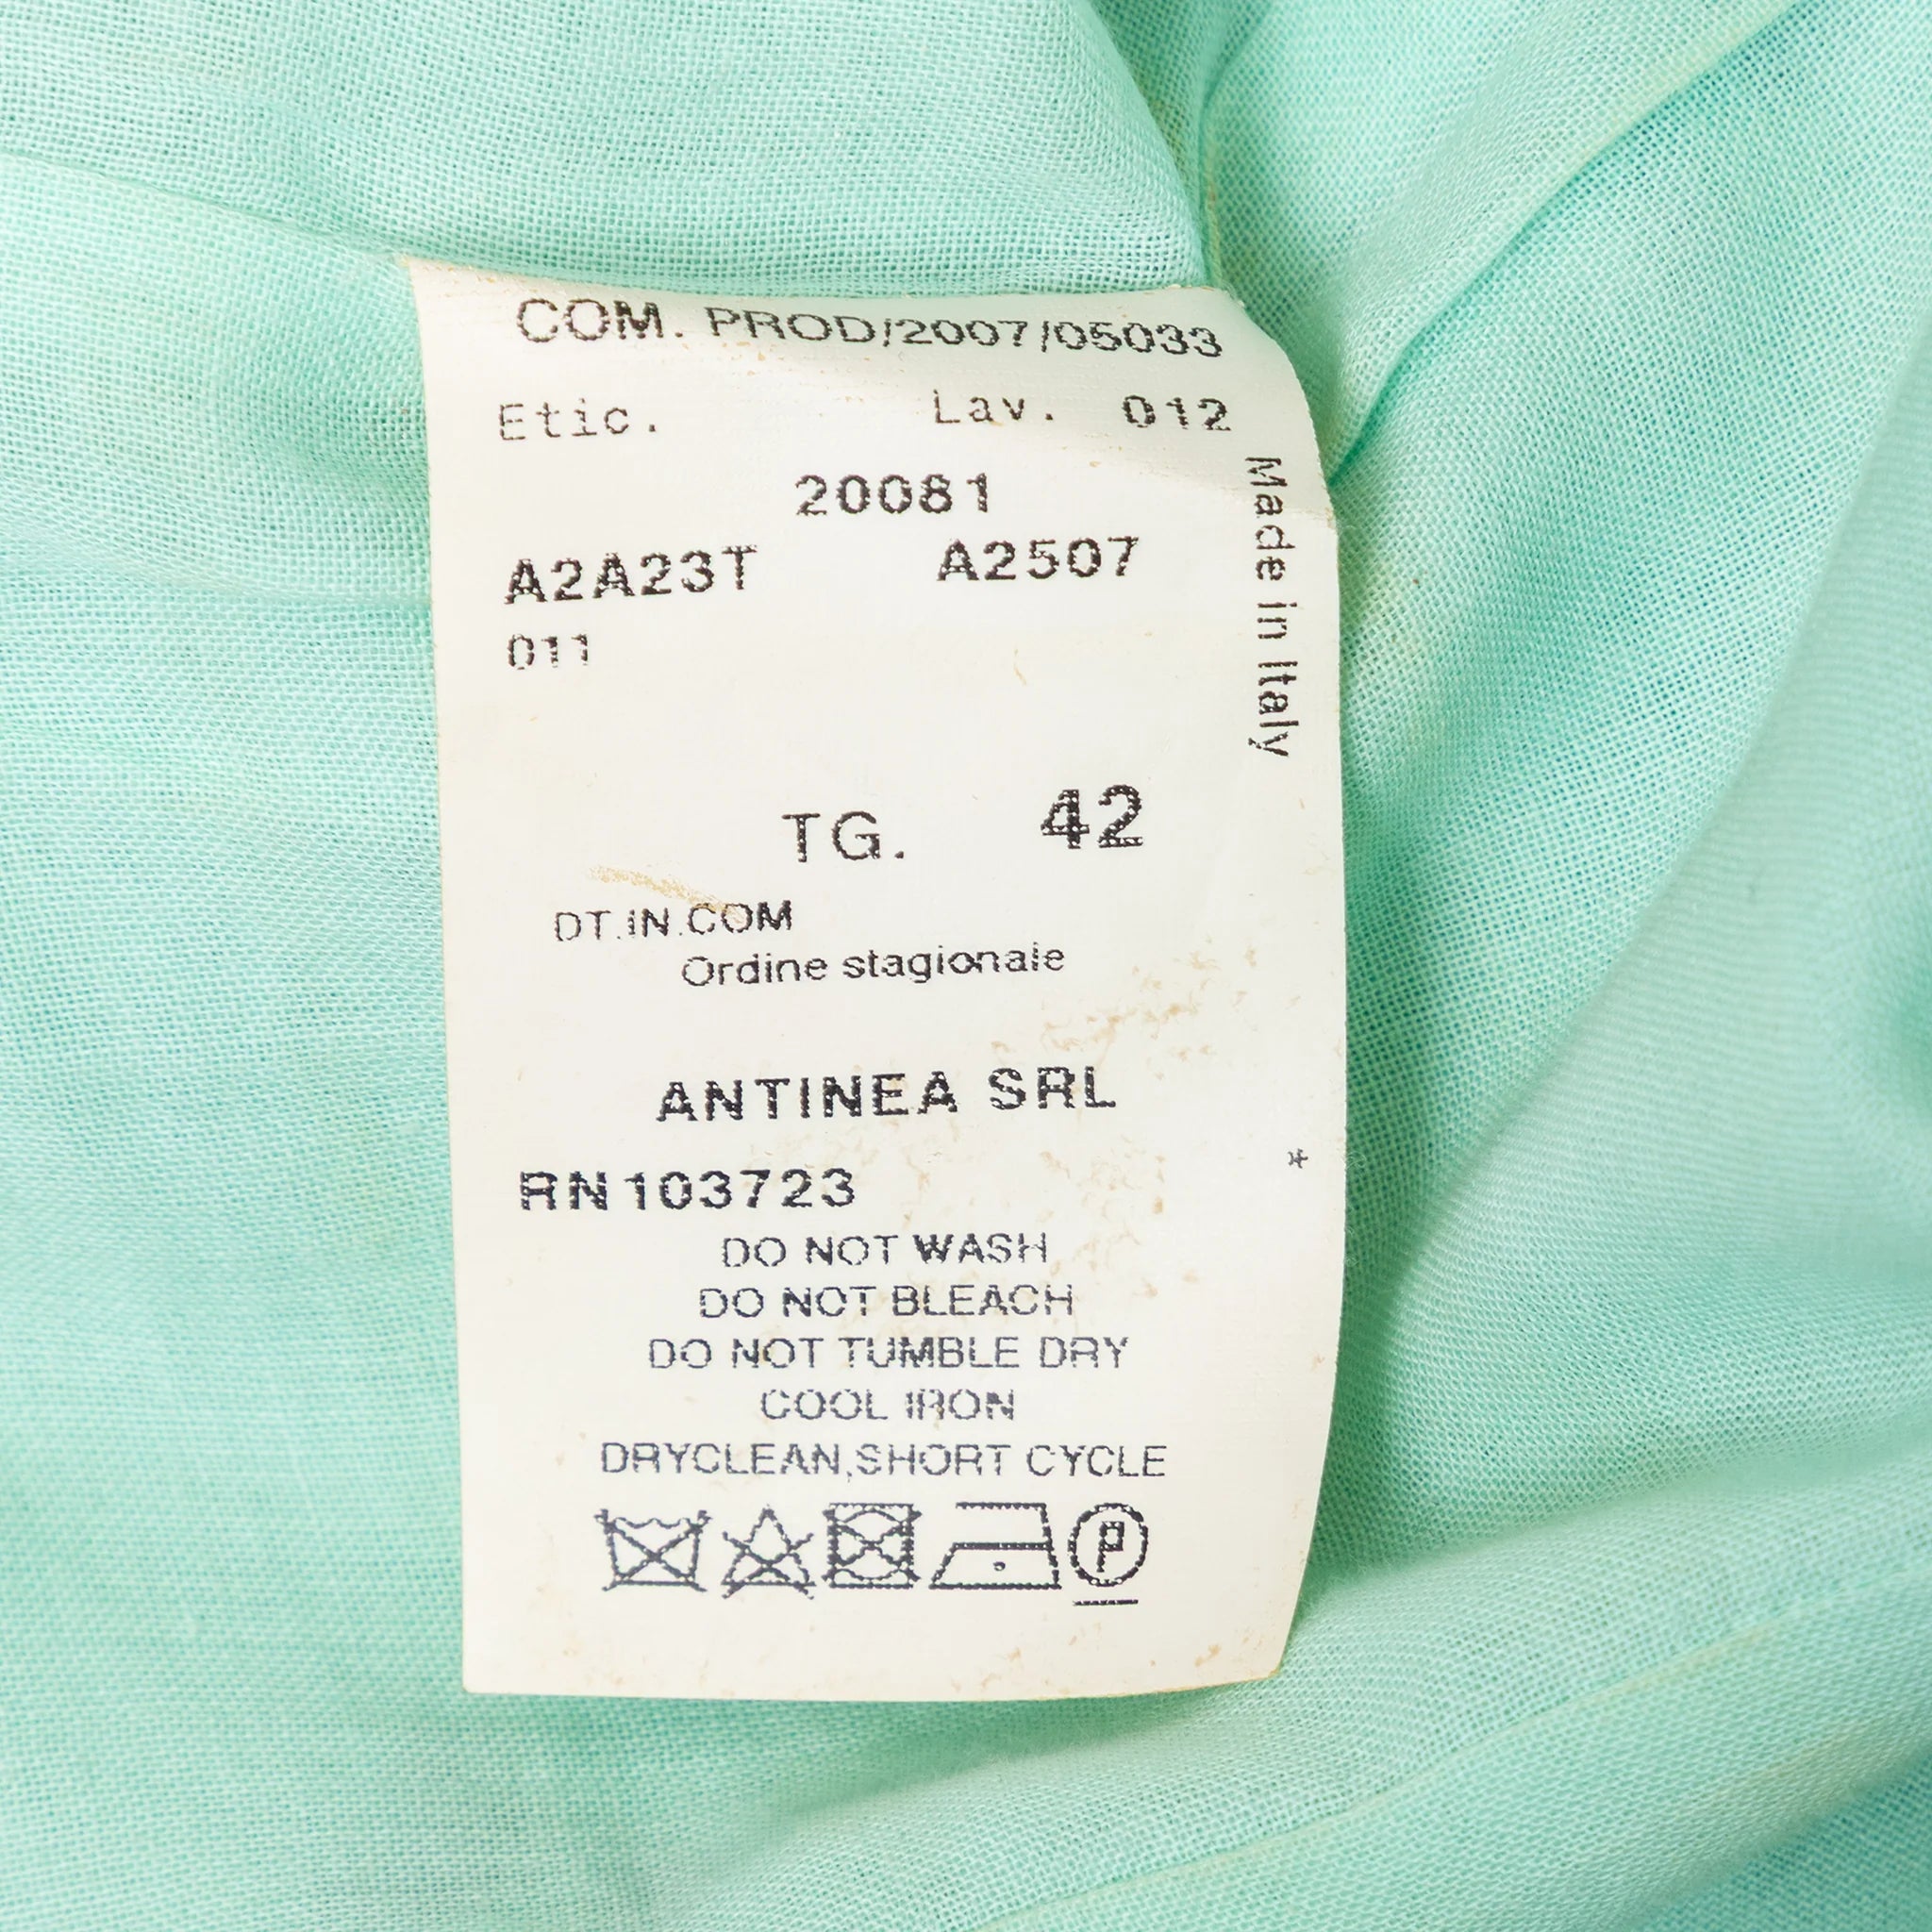 COM. PROD/2007/05033
Etic. Lav. 012
20081
A2A23T A2507
011
Made in Italy
TG. 42
DT.IN.COM
Ordine stagionale
ANTINEA SRL
*
RN103723
DO NOT WASH
DO NOT BLEACH
DO NOT TUMBLE DRY
COOL IRON
DRYCLEAN,SHORT CYCLE
P